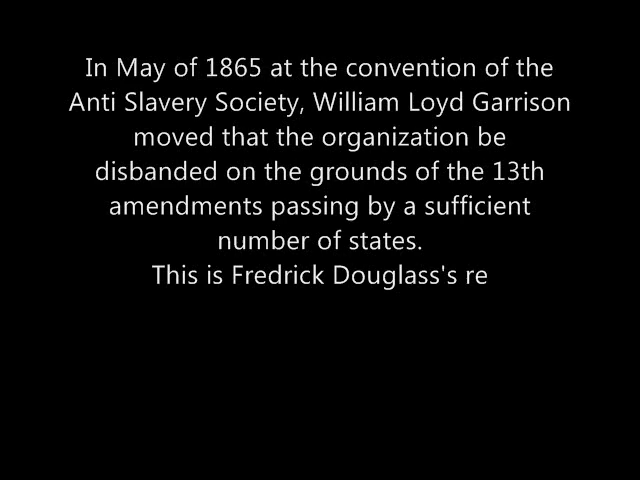 In May of 1865 at the convention of the
Anti Slavery Society, William Loyd Garrison
moved that the organization be
disbanded on the grounds of the 13th
amendments passing by a sufficient
number of states.
This is Fredrick Douglass's re